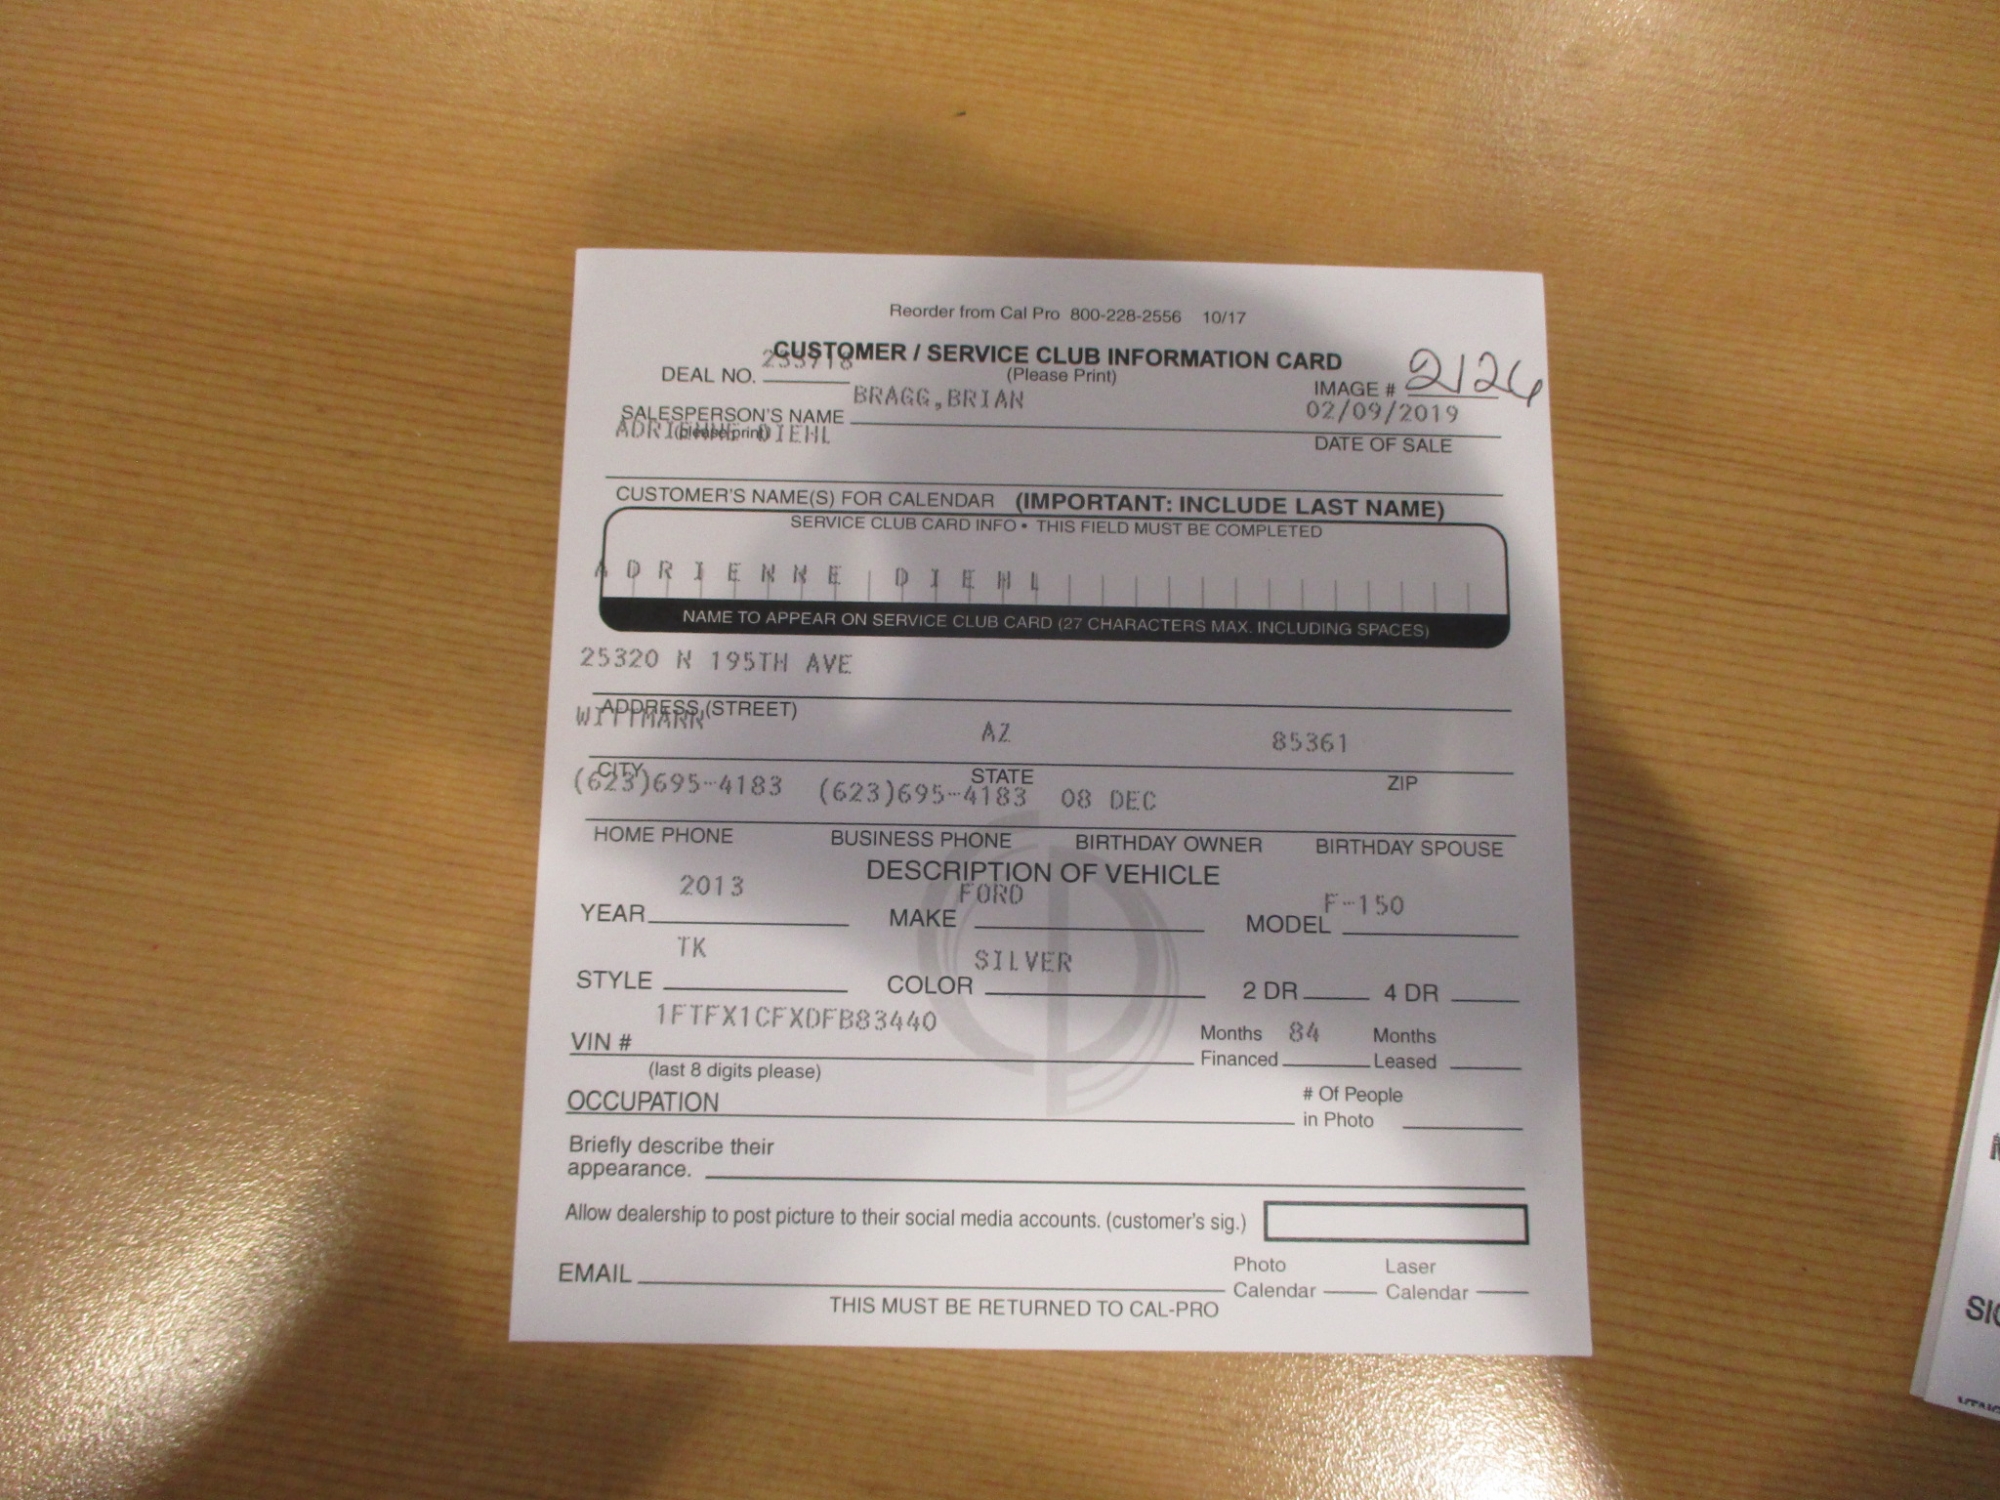 Reorder from Cal Pro 800-228-2556 10/17
CUSTOMER / SERVICE CLUB INFORMATION CARD
(Please Print)
DEAL NO. 255718
IMAGE # 2126
BRAGG,BRIAN
02/09/2019
SALESPERSON'S NAME
(please print)
ADRIENNE DIEHL
DATE OF SALE
CUSTOMER'S NAME(S) FOR CALENDAR (IMPORTANT: INCLUDE LAST NAME)
SERVICE CLUB CARD INFO • THIS FIELD MUST BE COMPLETED
ADRIENNE DIEHL
NAME TO APPEAR ON SERVICE CLUB CARD (27 CHARACTERS MAX. INCLUDING SPACES)
25320 N 195TH AVE
ADDRESS (STREET)
WITTMANN AZ 85361
CITY STATE ZIP
(623)695-4183 (623)695-4183 08 DEC
HOME PHONE BUSINESS PHONE BIRTHDAY OWNER BIRTHDAY SPOUSE
DESCRIPTION OF VEHICLE
YEAR 2013 MAKE FORD MODEL F-150
STYLE TK COLOR SILVER 2 DR 4 DR
VIN # 1FTFX1CFXDFB83440
(last 8 digits please)
Months Financed 84 Months Leased
OCCUPATION
# Of People in Photo
Briefly describe their
appearance.
Allow dealership to post picture to their social media accounts. (customer's sig.)
EMAIL
Photo Calendar Laser Calendar
THIS MUST BE RETURNED TO CAL-PRO